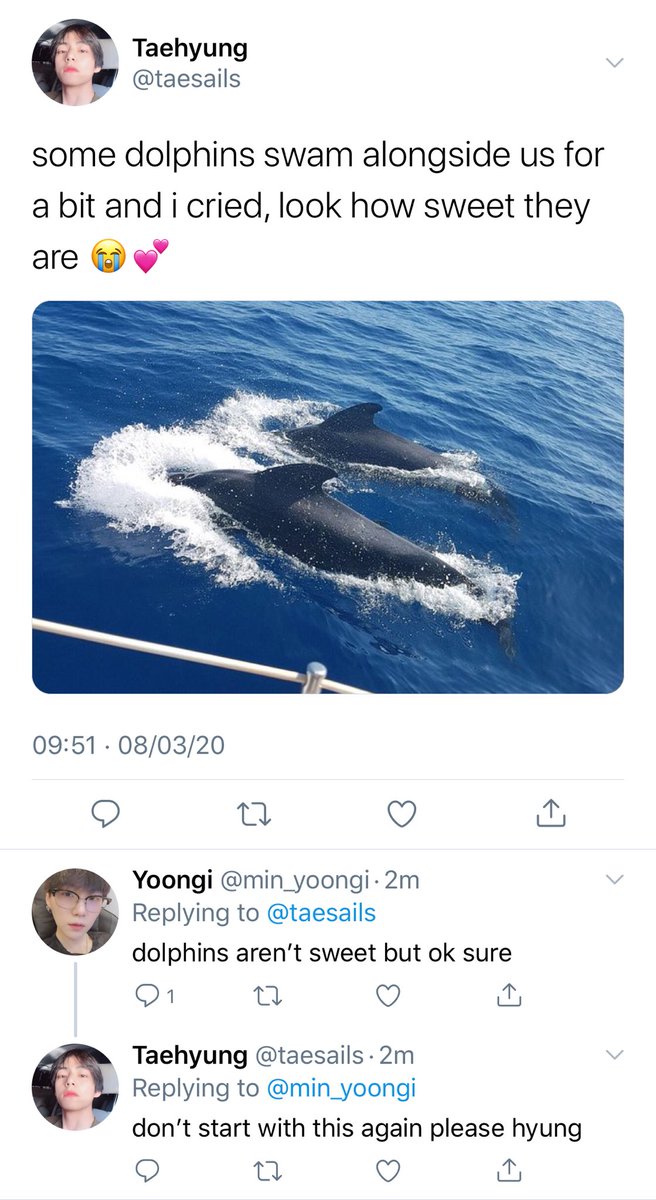 Taehyung
@taesails
some dolphins swam alongside us for
a bit and i cried, look how sweet they
are 😭💕
09:51 · 08/03/20
Yoongi @min_yoongi · 2m
Replying to @taesails
dolphins aren’t sweet but ok sure
1
Taehyung @taesails · 2m
Replying to @min_yoongi
don’t start with this again please hyung